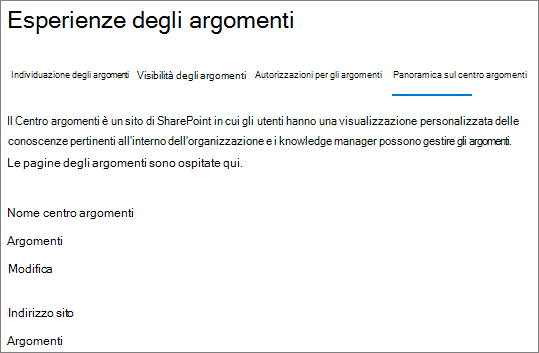 Esperienze degli argomenti
Individuazione degli argomenti Visibilità degli argomenti Autorizzazioni per gli argomenti Panoramica sul centro argomenti
Il Centro argomenti è un sito di SharePoint in cui gli utenti hanno una visualizzazione personalizzata delle
conoscenze pertinenti all'interno dell'organizzazione e i knowledge manager possono gestire gli argomenti.
Le pagine degli argomenti sono ospitate qui.
Nome centro argomenti
Argomenti
Modifica
Indirizzo sito
Argomenti